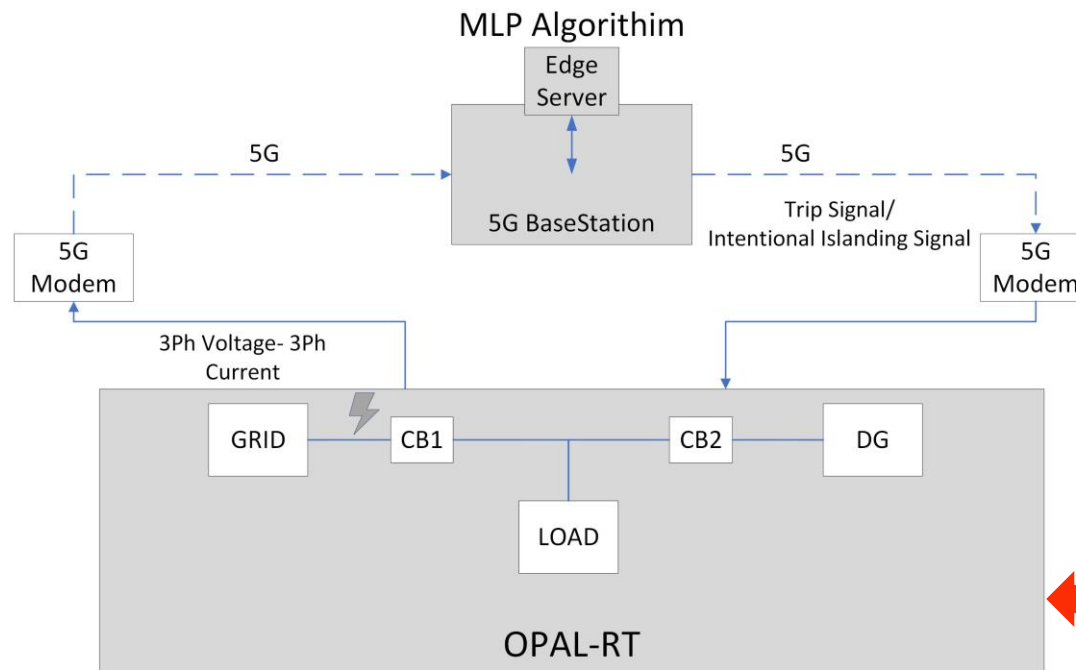 MLP Algorithim
Edge
Server
5G
5G
5G BaseStation
Trip Signal/
Intentional Islanding Signal
5G
Modem
5G
Modem
3Ph Voltage- 3Ph
Current
GRID
CB1
CB2
DG
LOAD
OPAL-RT